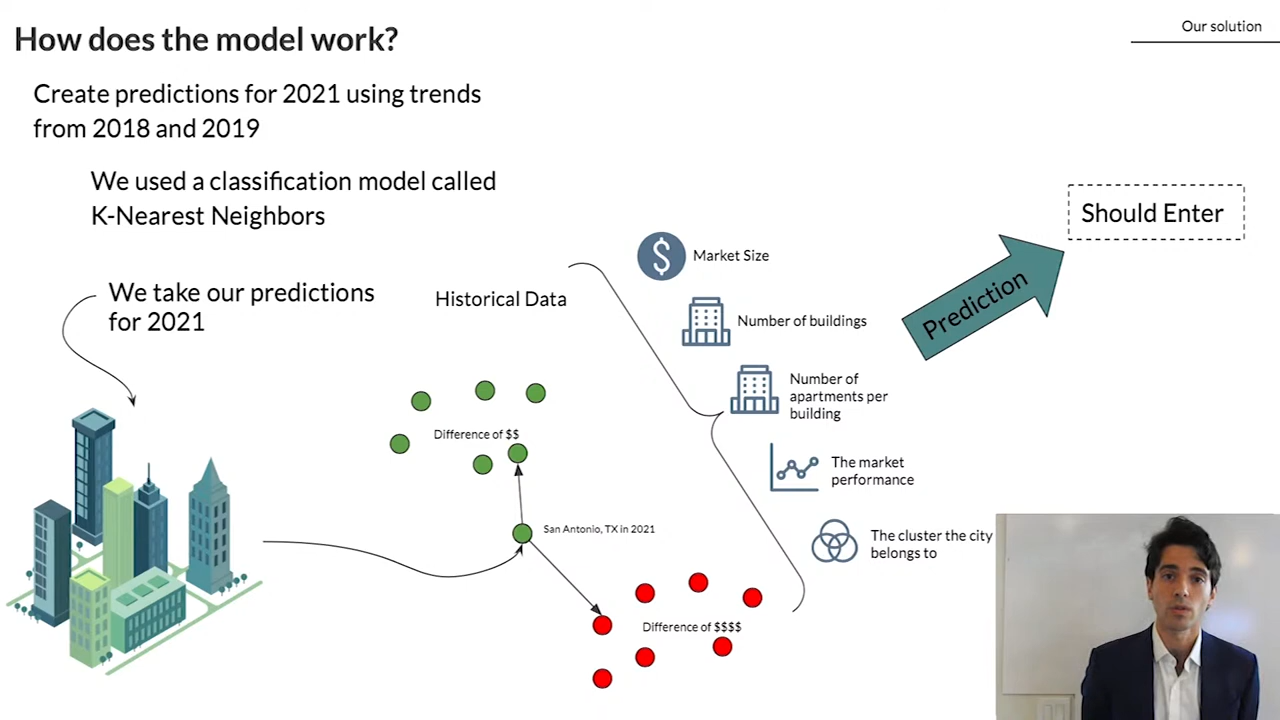 Our solution
How does the model work?
Create predictions for 2021 using trends
from 2018 and 2019
We used a classification model called
K-Nearest Neighbors
We take our predictions
for 2021
Historical Data
Difference of $$
San Antonio, TX in 2021
Difference of $$$$
$
Market Size
Number of buildings
Number of
apartments per
building
The market
performance
The cluster the city
belongs to
Prediction
Should Enter